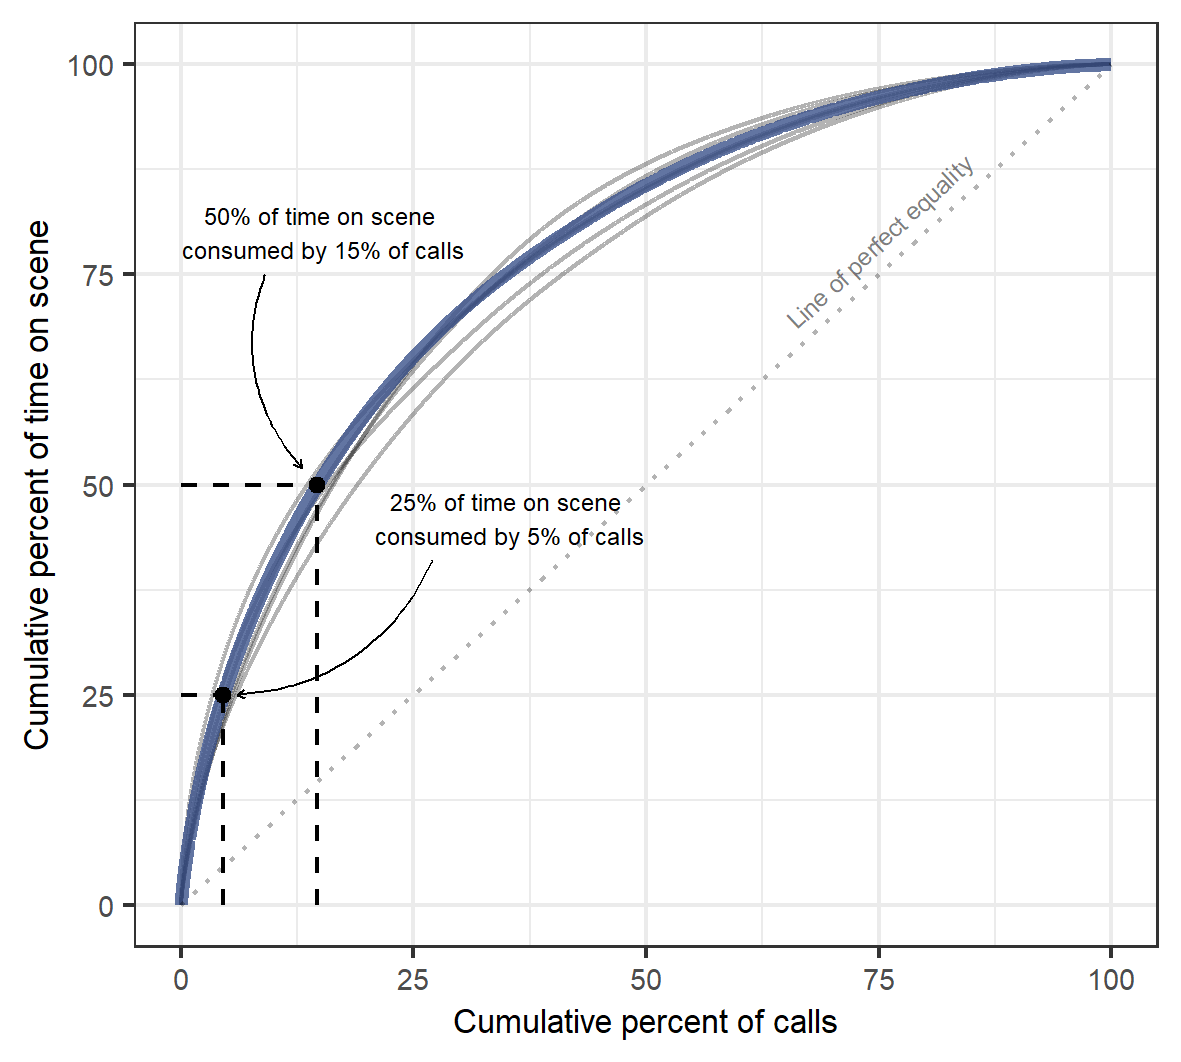 100
75
50
25
0
Cumulative percent of time on scene
50% of time on scene
consumed by 15% of calls
Line of perfect equality
25% of time on scene
consumed by 5% of calls
0
25
50
75
100
Cumulative percent of calls